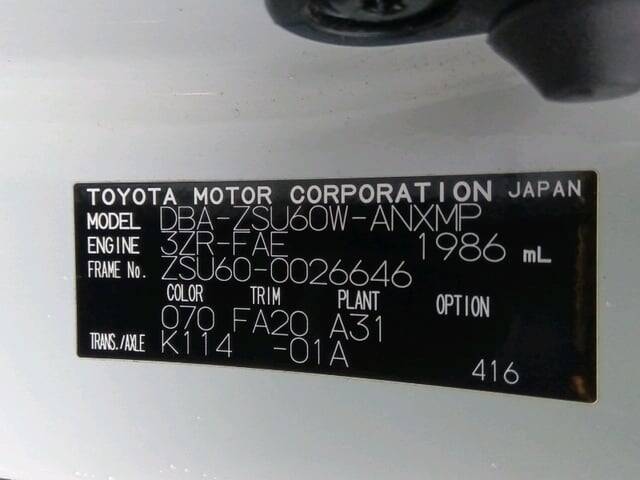 TOYOTA MOTOR CORPORATION JAPAN
MODEL DBA-ZSU60W-ANXMP
ENGINE 3ZR-FAE 1986 mL
FRAME No. ZSU60-0026646
COLOR TRIM PLANT OPTION
070 FA20 A31
TRANS./AXLE K114 -01A
416